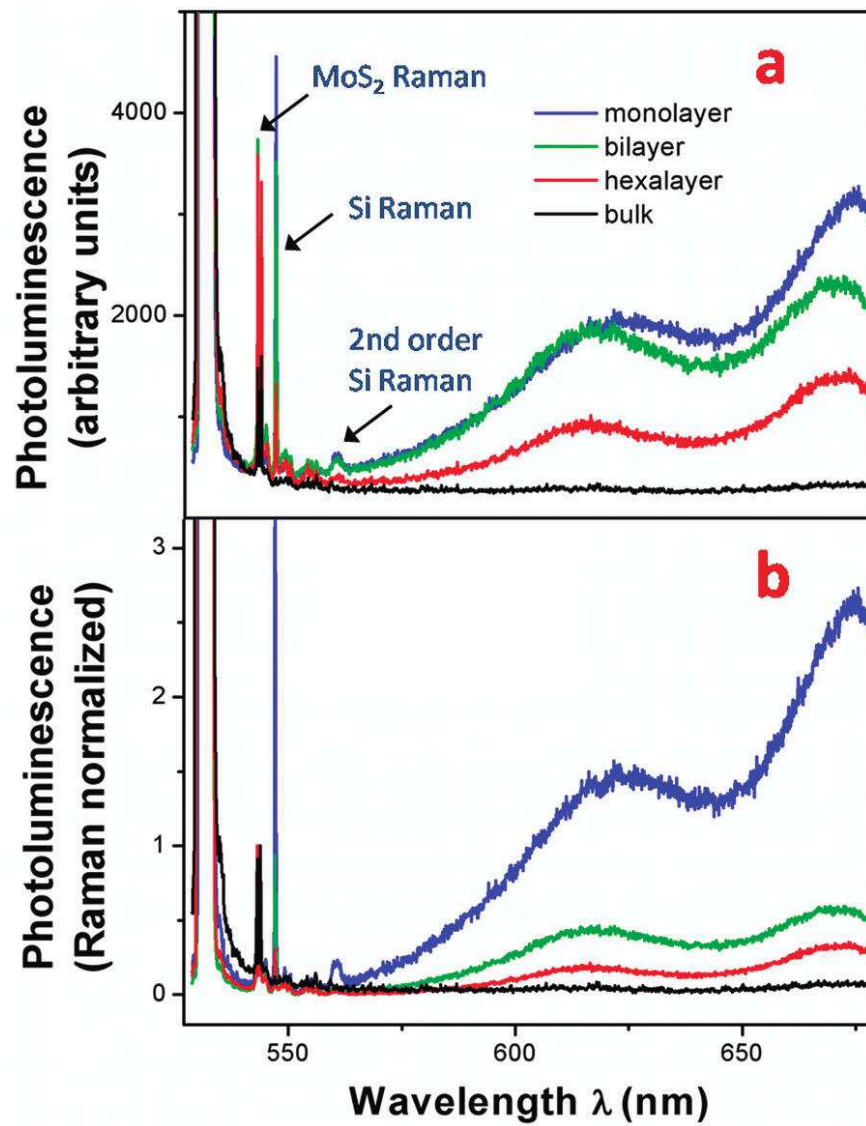 Photoluminescence
(arbitrary units)
4000
2000
MoS₂ Raman
Si Raman
2nd order
Si Raman
a
monolayer
bilayer
hexalayer
bulk
Photoluminescence
(Raman normalized)
3
2
1
0
b
550
600
650
Wavelength λ (nm)